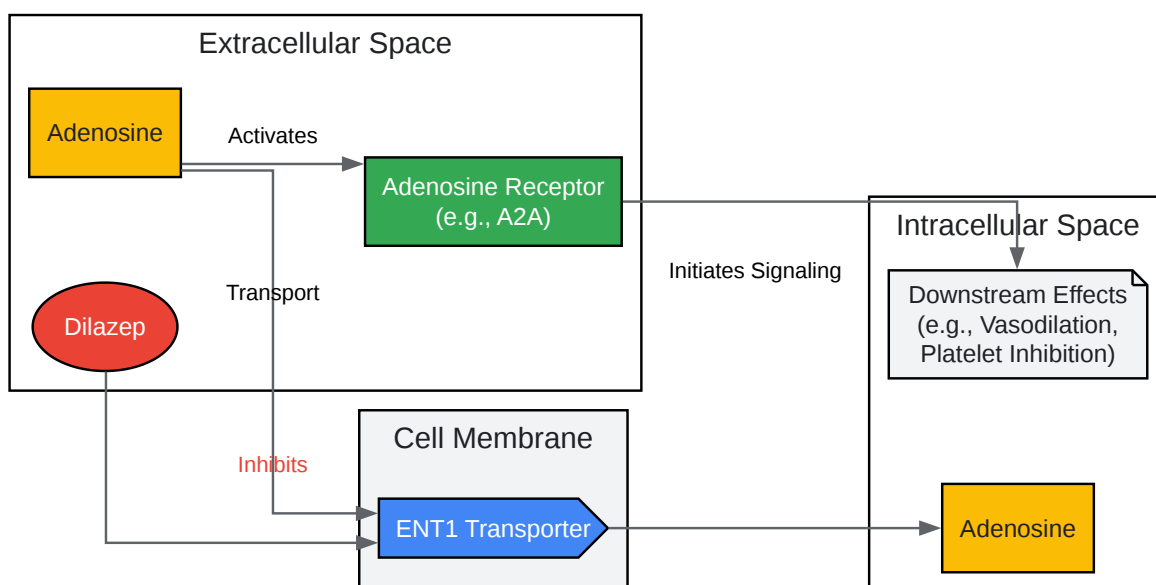 Extracellular Space
Adenosine
Activates
Adenosine Receptor
(e.g., A2A)
Intracellular Space
Initiates Signaling
Transport
Dilazep
Downstream Effects
(e.g., Vasodilation,
Platelet Inhibition)
Cell Membrane
Inhibits
ENT1 Transporter
Adenosine